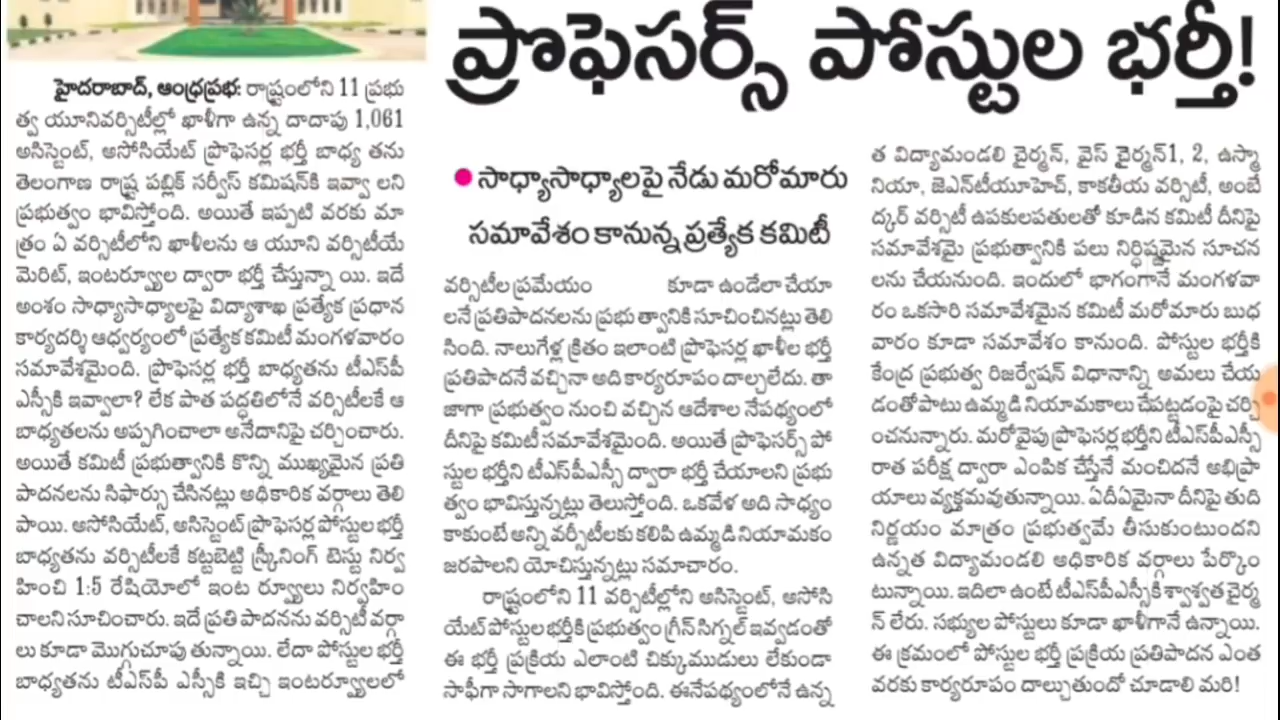 ప్రొఫెసర్స్ పోస్టుల భర్తీ!
హైదరాబాద్, ఆంధ్రప్రభ: రాష్ట్రంలోని 11 ప్రభు
త్వ యూనివర్సిటీల్లో ఖాళీగా ఉన్న దాదాపు 1,061
అసిస్టెంట్, అసోసియేట్ ప్రొఫెసర్ల భర్తీ బాధ్య తను
తెలంగాణ రాష్ట్ర పబ్లిక్ సర్వీస్ కమిషన్‌కి ఇవ్వా లని
ప్రభుత్వం భావిస్తోంది. అయితే ఇప్పటి వరకు మా
త్రం ఏ వర్సిటీలోని ఖాళీలను ఆ యూని వర్సిటీయే
మెరిట్, ఇంటర్వ్యూల ద్వారా భర్తీ చేస్తున్నా యి. ఇదే
అంశం సాధ్యాసాధ్యాలపై విద్యాశాఖ ప్రత్యేక ప్రధాన
కార్యదర్శి ఆధ్వర్యంలో ప్రత్యేక కమిటీ మంగళవారం
సమావేశమైంది. ప్రొఫెసర్ల భర్తీ బాధ్యతను టీఎస్‌పీ
ఎస్సీకి ఇవ్వాలా? లేక పాత పద్ధతిలోనే వర్సిటీలకే ఆ
బాధ్యతలను అప్పగించాలా అనేదానిపై చర్చించారు.
అయితే కమిటీ ప్రభుత్వానికి కొన్ని ముఖ్యమైన ప్రతి
పాదనలను సిఫార్సు చేసినట్లు అధికారిక వర్గాలు తెలి
పాయి. అసోసియేట్, అసిస్టెంట్ ప్రొఫెసర్ల పోస్టుల భర్తీ
బాధ్యతను వర్సిటీలకే కట్టబెట్టి స్క్రీనింగ్ టెస్టు నిర్వ
హించి 1:5 రేషియోలో ఇంట ర్వ్యూలు నిర్వహిం
చాలని సూచించారు. ఇదే ప్రతి పాదనను వర్సిటీ వర్గా
లు కూడా మొగ్గుచూపు తున్నాయి. లేదా పోస్టుల భర్తీ
బాధ్యతను టీఎస్‌పీ ఎస్సీకి ఇచ్చి ఇంటర్వ్యూలలో
● సాధ్యాసాధ్యాలపై నేడు మరోమారు
సమావేశం కానున్న ప్రత్యేక కమిటీ
వర్సిటీల ప్రమేయం కూడా ఉండేలా చేయా
లనే ప్రతిపాదనలను ప్రభు త్వానికి సూచించినట్లు తెలి
సింది. నాలుగేళ్ల క్రితం ఇలాంటి ప్రొఫెసర్ల ఖాళీల భర్తీ
ప్రతిపాదనే వచ్చినా అది కార్యరూపం దాల్చలేదు. తా
జాగా ప్రభుత్వం నుంచి వచ్చిన ఆదేశాల నేపథ్యంలో
దీనిపై కమిటీ సమావేశమైంది. అయితే ప్రొఫెసర్స్ పో
స్టుల భర్తీని టీఎస్‌పీఎస్సీ ద్వారా భర్తీ చేయాలని ప్రభు
త్వం భావిస్తున్నట్లు తెలుస్తోంది. ఒకవేళ అది సాధ్యం
కాకుంటే అన్ని వర్సిటీలకు కలిపి ఉమ్మడి నియామకం
జరపాలని యోచిస్తున్నట్లు సమాచారం.
రాష్ట్రంలోని 11 వర్సిటీల్లోని అసిస్టెంట్, అసోసి
యేట్ పోస్టుల భర్తీకి ప్రభుత్వం గ్రీన్ సిగ్నల్ ఇవ్వడంతో
ఈ భర్తీ ప్రక్రియ ఎలాంటి చిక్కుముడులు లేకుండా
సాఫీగా సాగాలని భావిస్తోంది. ఈనేపథ్యంలోనే ఉన్న
త విద్యామండలి చైర్మన్, వైస్ చైర్మన్1, 2, ఉస్మా
నియా, జెఎన్‌టీయూహెచ్, కాకతీయ వర్సిటీ, అంబే
ద్కర్ వర్సిటీ ఉపకులపతులతో కూడిన కమిటీ దీనిపై
సమావేశమై ప్రభుత్వానికి పలు నిర్దిష్టమైన సూచన
లను చేయనుంది. ఇందులో భాగంగానే మంగళవా
రం ఒకసారి సమావేశమైన కమిటీ మరోమారు బుధ
వారం కూడా సమావేశం కానుంది. పోస్టుల భర్తీకి
కేంద్ర ప్రభుత్వ రిజర్వేషన్ విధానాన్ని అమలు చేయ
డంతోపాటు ఉమ్మడి నియామకాలు చేపట్టడంపై చర్చి
ంచనున్నారు. మరోవైపు ప్రొఫెసర్ల భర్తీని టీఎస్‌పీఎస్సీ
రాత పరీక్ష ద్వారా ఎంపిక చేస్తేనే మంచిదనే అభిప్రా
యాలు వ్యక్తమవుతున్నాయి. ఏదీఏమైనా దీనిపై తుది
నిర్ణయం మాత్రం ప్రభుత్వమే తీసుకుంటుందని
ఉన్నత విద్యామండలి అధికారిక వర్గాలు పేర్కొం
టున్నాయి. ఇదిలా ఉంటే టీఎస్‌పీఎస్సీకి శాశ్వత చైర్మ
న్ లేరు. సభ్యుల పోస్టులు కూడా ఖాళీగానే ఉన్నాయి.
ఈ క్రమంలో పోస్టుల భర్తీ ప్రక్రియ ప్రతిపాదన ఎంత
వరకు కార్యరూపం దాల్చుతుందో చూడాలి మరి!